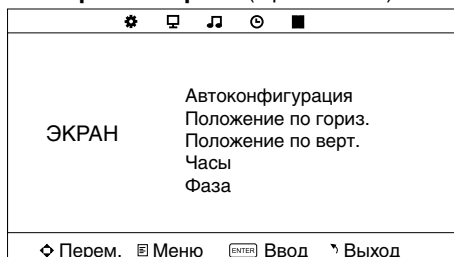 ЭКРАН
Автоконфигурация
Положение по гориз.
Положение по верт.
Часы
Фаза
Перем. Меню ENTER Ввод Выход